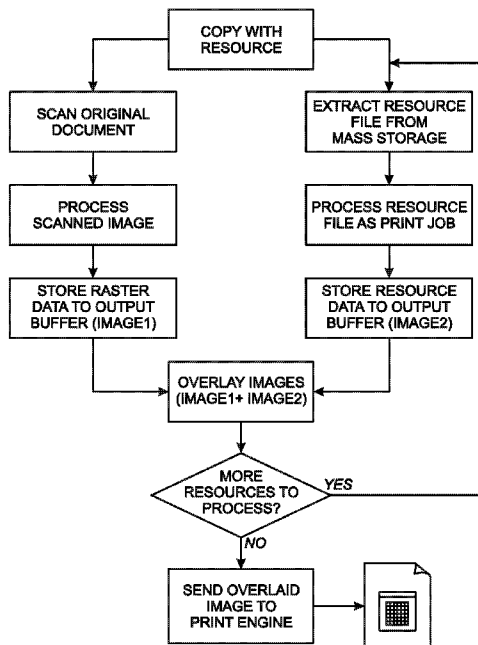 COPY WITH
RESOURCE
SCAN ORIGINAL
DOCUMENT
EXTRACT RESOURCE
FILE FROM
MASS STORAGE
PROCESS
SCANNED IMAGE
PROCESS RESOURCE
FILE AS PRINT JOB
STORE RASTER
DATA TO OUTPUT
BUFFER (IMAGE1)
STORE RESOURCE
DATA TO OUTPUT
BUFFER (IMAGE2)
OVERLAY IMAGES
(IMAGE1+ IMAGE2)
MORE
RESOURCES TO
PROCESS?
YES
NO
SEND OVERLAID
IMAGE TO
PRINT ENGINE